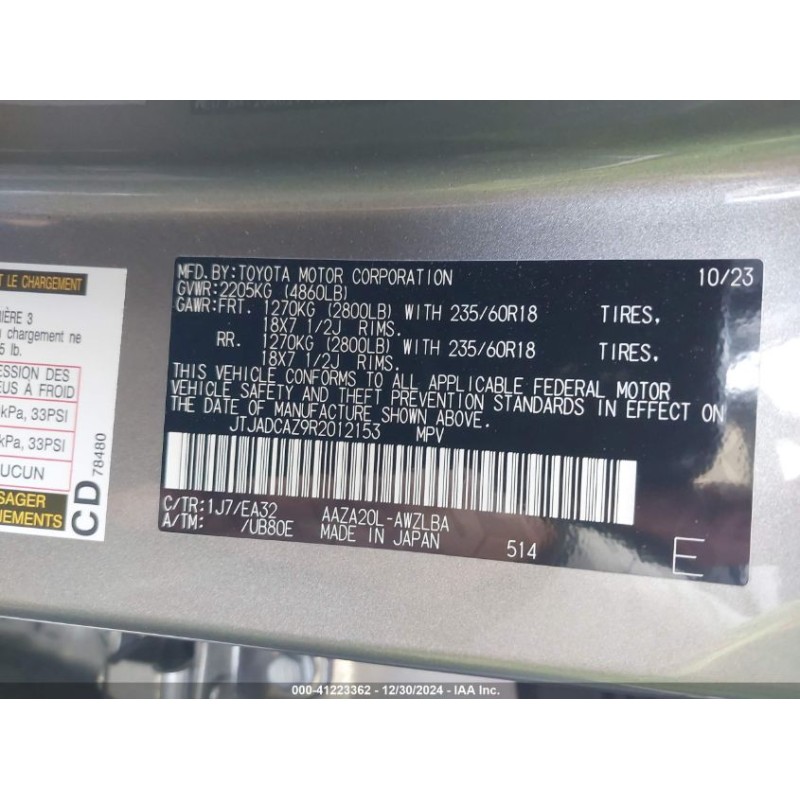 T LE CHARGEMENT
IÈRE 3
chargement ne
5 lb.
ESSION DES
EUS À FROID
kPa, 33PSI
kPa, 33PSI
UCUN
SAGER
UEMENTS
CD 78480
MFD.BY:TOYOTA MOTOR CORPORATION 10/23
GVWR:2205KG (4860LB)
GAWR:FRT. 1270KG (2800LB) WITH 235/60R18 TIRES,
18X7 1/2J RIMS.
RR. 1270KG (2800LB) WITH 235/60R18 TIRES,
18X7 1/2J RIMS.
THIS VEHICLE CONFORMS TO ALL APPLICABLE FEDERAL MOTOR
VEHICLE SAFETY AND THEFT PREVENTION STANDARDS IN EFFECT ON
THE DATE OF MANUFACTURE SHOWN ABOVE.
JTJADCAZ9R2012153 MPV
C/TR:1J7/EA32 AAZA20L-AWZLBA
A/TM: /UB80E MADE IN JAPAN 514 E
000-41223362 - 12/30/2024 - IAA Inc.